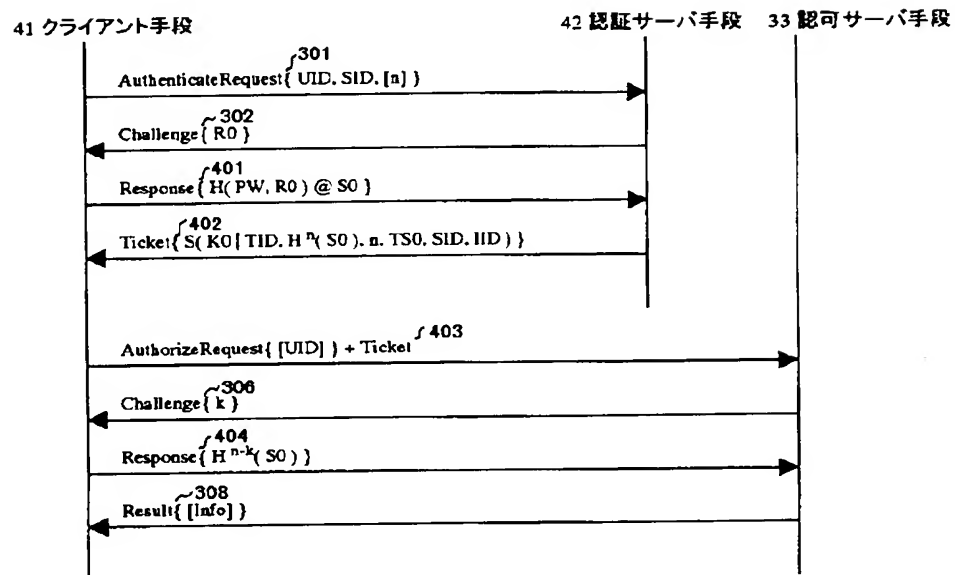 41 クライアント手段
42 認証サーバ手段
33 認可サーバ手段
301
AuthenticateRequest{ UID, SID, [n] }
302
Challenge{ R0 }
401
Response{ H( PW, R0 ) @ S0 }
402
Ticket{ S( K0 | TID, H^n( S0 ), n, TS0, SID, IID ) }
403
AuthorizeRequest{ [UID] } + Ticket
306
Challenge{ k }
404
Response{ H^n-k( S0 ) }
308
Result{ [Info] }